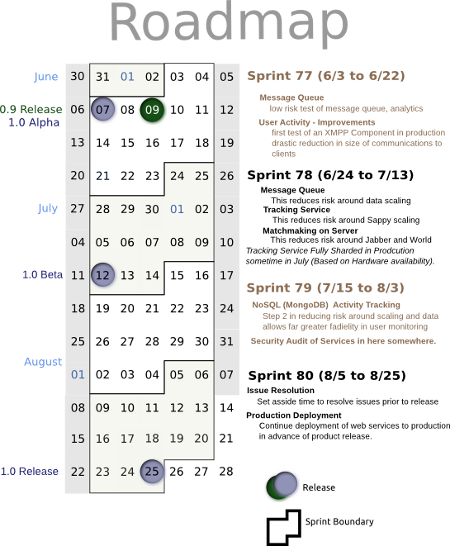 Roadmap
June 30 31 01 02 03 04 05
0.9 Release 06 07 08 09 10 11 12
1.0 Alpha
13 14 15 16 17 18 19
20 21 22 23 24 25 26
July 27 28 29 30 01 02 03
04 05 06 07 08 09 10
1.0 Beta 11 12 13 14 15 16 17
18 19 20 21 22 23 24
25 26 27 28 29 30 31
August
01 02 03 04 05 06 07
08 09 10 11 12 13 14
15 16 17 18 19 20 21
1.0 Release 22 23 24 25 26 27 28
Sprint 77 (6/3 to 6/22)
Message Queue
low risk test of message queue, analytics
User Activity - Improvements
first test of an XMPP Component in production
drastic reduction in size of communications to
clients
Sprint 78 (6/24 to 7/13)
Message Queue
This reduces risk around data scaling
Tracking Service
This reduces risk around Sappy scaling
Matchmaking on Server
This reduces risk around Jabber and World
Tracking Service Fully Sharded in Prodcution
sometime in July (Based on Hardware availability).
Sprint 79 (7/15 to 8/3)
NoSQL (MongoDB) Activity Tracking
Step 2 in reducing risk around scaling and data
allows far greater fadielity in user monitoring
Security Audit of Services in here somewhere.
Sprint 80 (8/5 to 8/25)
Issue Resolution
Set asside time to resolve issues prior to release
Production Deployment
Continue deployment of web services to production
in advance of product release.
Release
Sprint Boundary